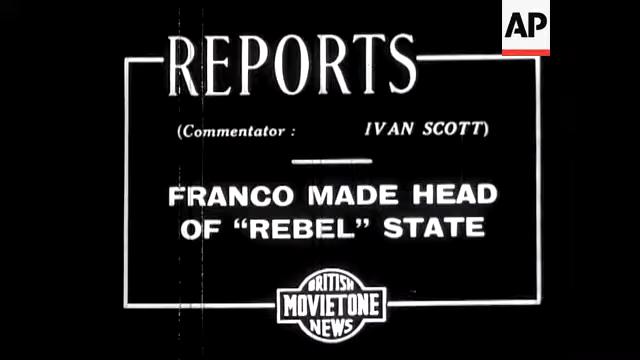 AP
REPORTS
(Commentator: IVAN SCOTT)
FRANCO MADE HEAD
OF “REBEL” STATE
BRITISH
MOVIETONE
NEWS